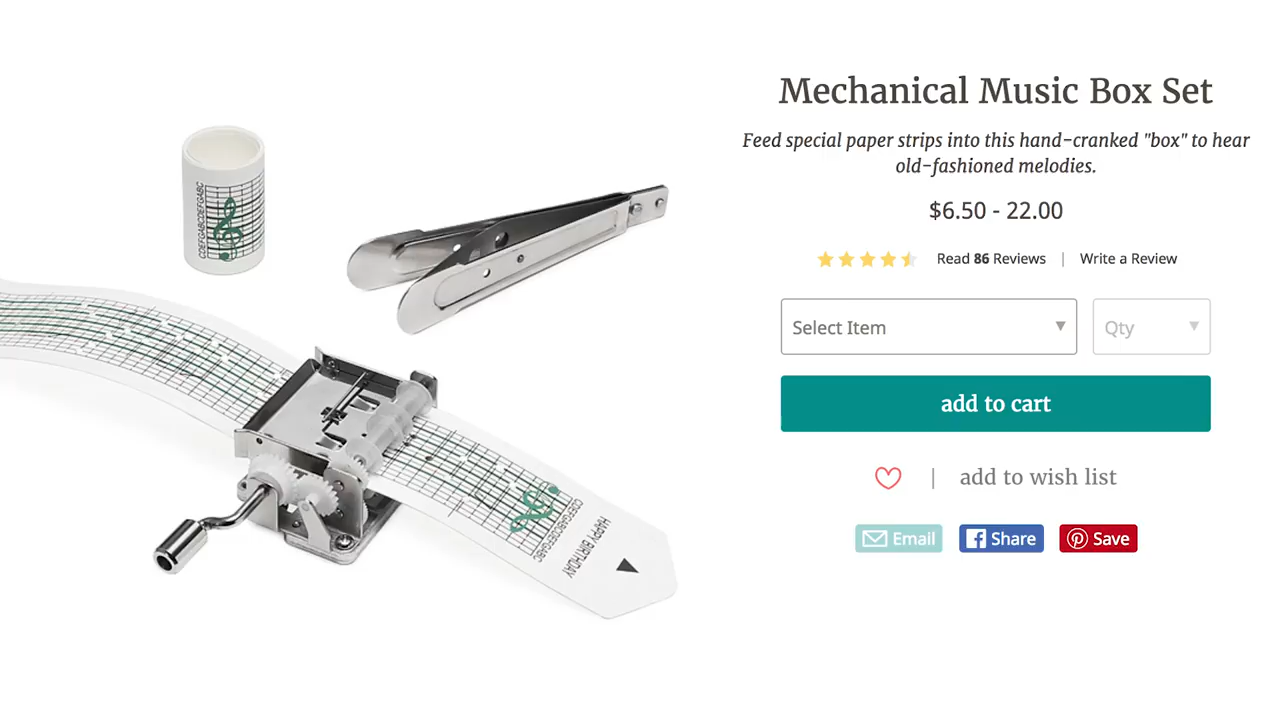 Mechanical Music Box Set
Feed special paper strips into this hand-cranked "box" to hear
old-fashioned melodies.
$6.50 - 22.00
Read 86 Reviews | Write a Review
Select Item
Qty
add to cart
| add to wish list
Email
Share
Save
CDEFGABCDEFGABC
CDEFGABCDEFGABC
HAPPY BIRTHDAY